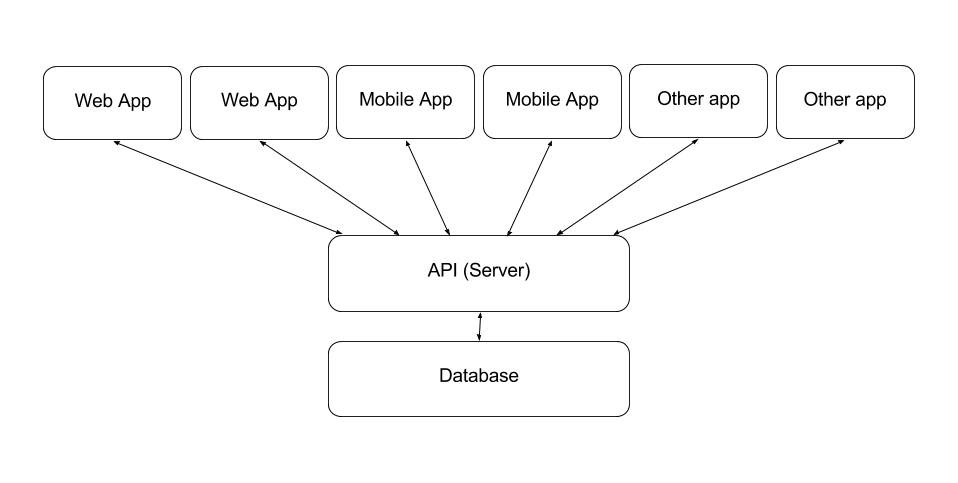 Web App
Web App
Mobile App
Mobile App
Other app
Other app
API (Server)
Database